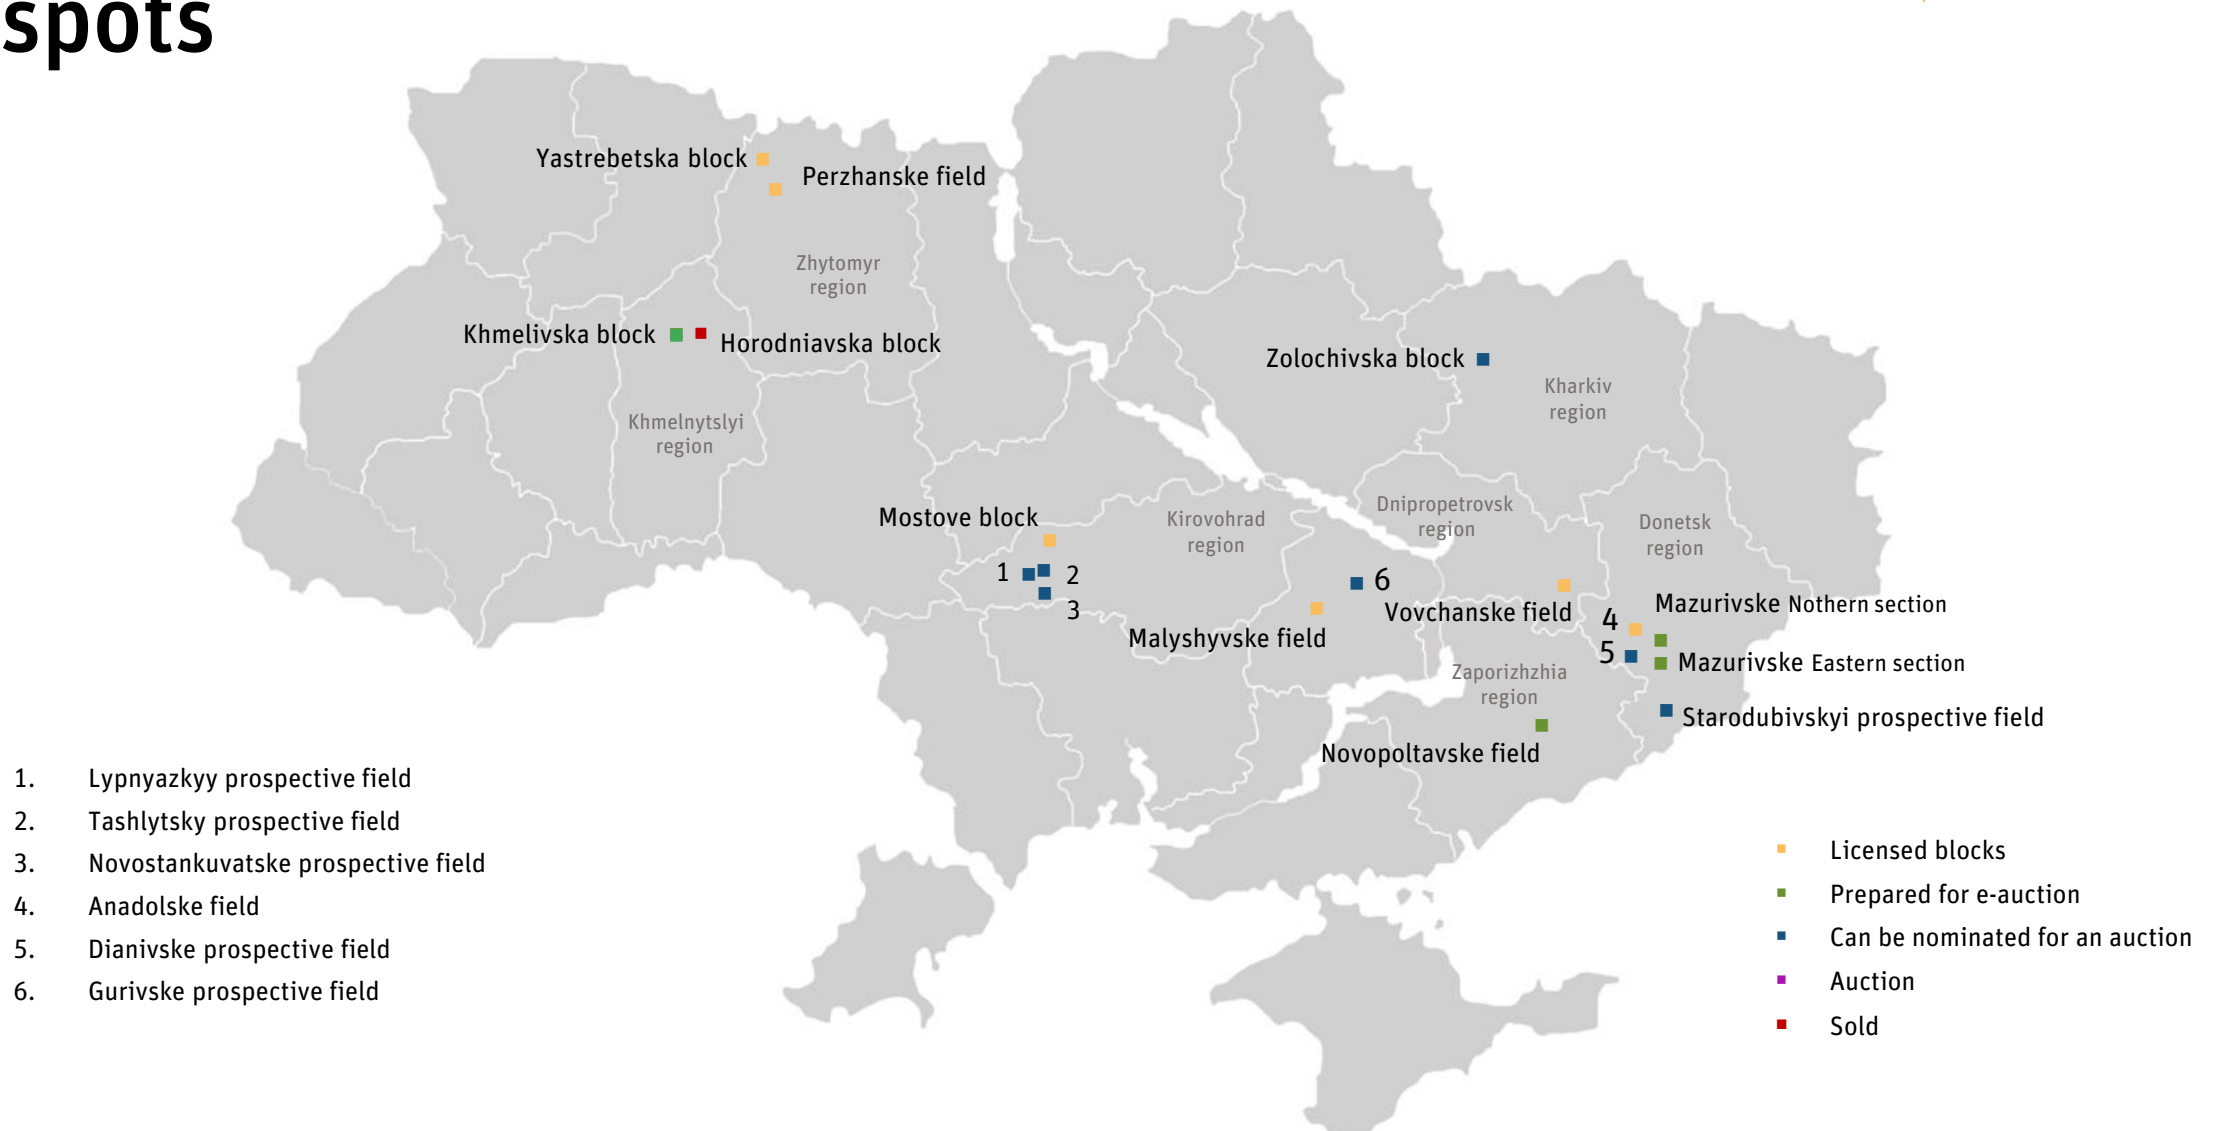 spots
Yastrebetska block
Perzhanske field
Zhytomyr
region
Khmelivska block
Horodniavska block
Zolochivska block
Kharkiv
region
Khmelnytslyi
region
Mostove block
Kirovohrad
region
Dnipropetrovsk
region
Donetsk
region
1
2
3
6
Vovchanske field
Malyshyvske field
4
Mazurivske Nothern section
5
Mazurivske Eastern section
Zaporizhzhia
region
Starodubivskyi prospective field
Novopoltavske field
1. Lypnyazkyy prospective field
2. Tashlytsky prospective field
3. Novostankuvatske prospective field
4. Anadolske field
5. Dianivske prospective field
6. Gurivske prospective field
Licensed blocks
Prepared for e-auction
Can be nominated for an auction
Auction
Sold